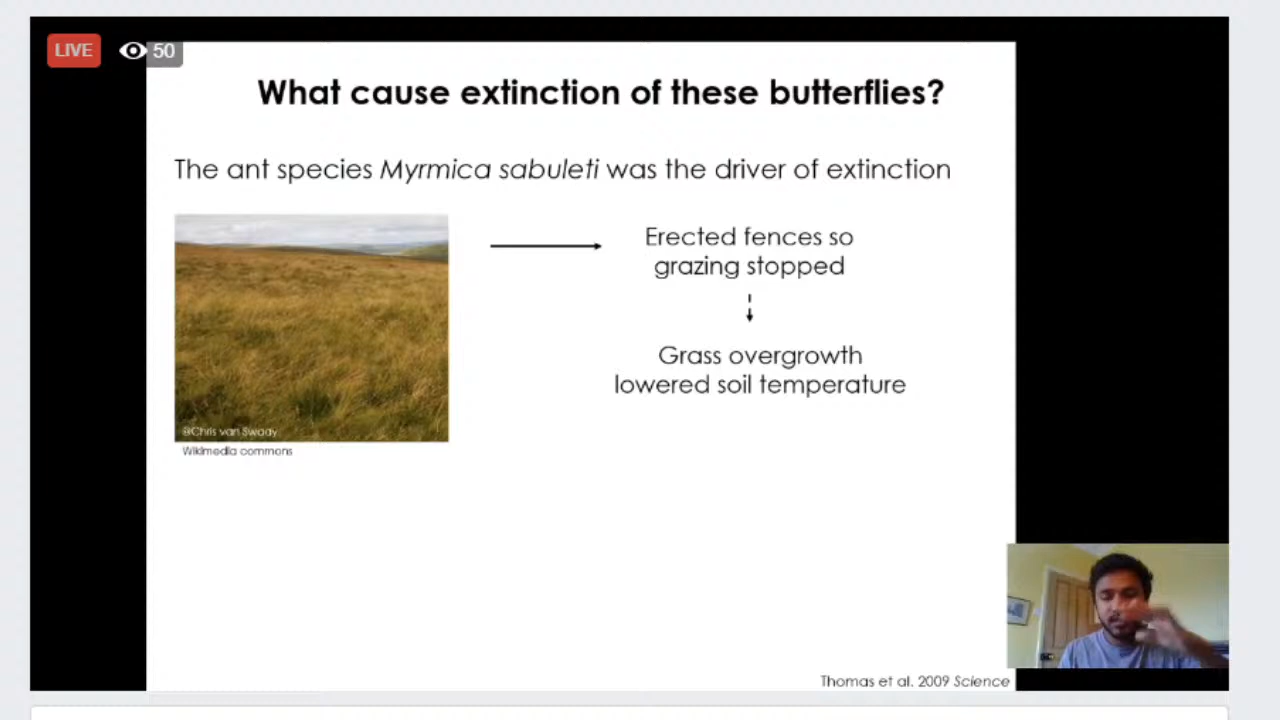 LIVE
50
What cause extinction of these butterflies?
The ant species Myrmica sabuleti was the driver of extinction
Erected fences so
grazing stopped
Grass overgrowth
lowered soil temperature
©Chris van Swaay
Wikimedia commons
Thomas et al. 2009 Science